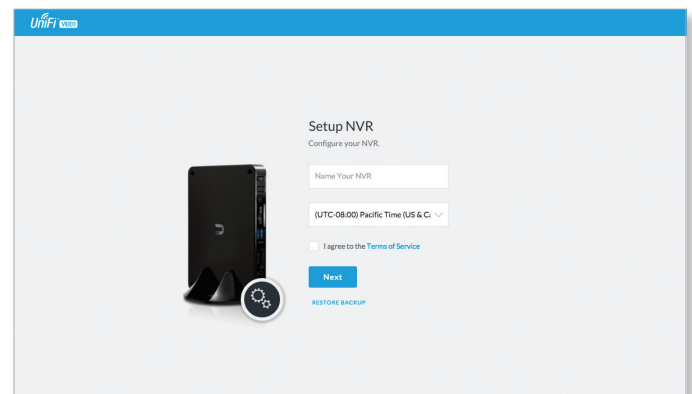 UniFi VIDEO
Setup NVR
Configure your NVR.
Name Your NVR
(UTC-08:00) Pacific Time (US & Ca
I agree to the Terms of Service
Next
RESTORE BACKUP